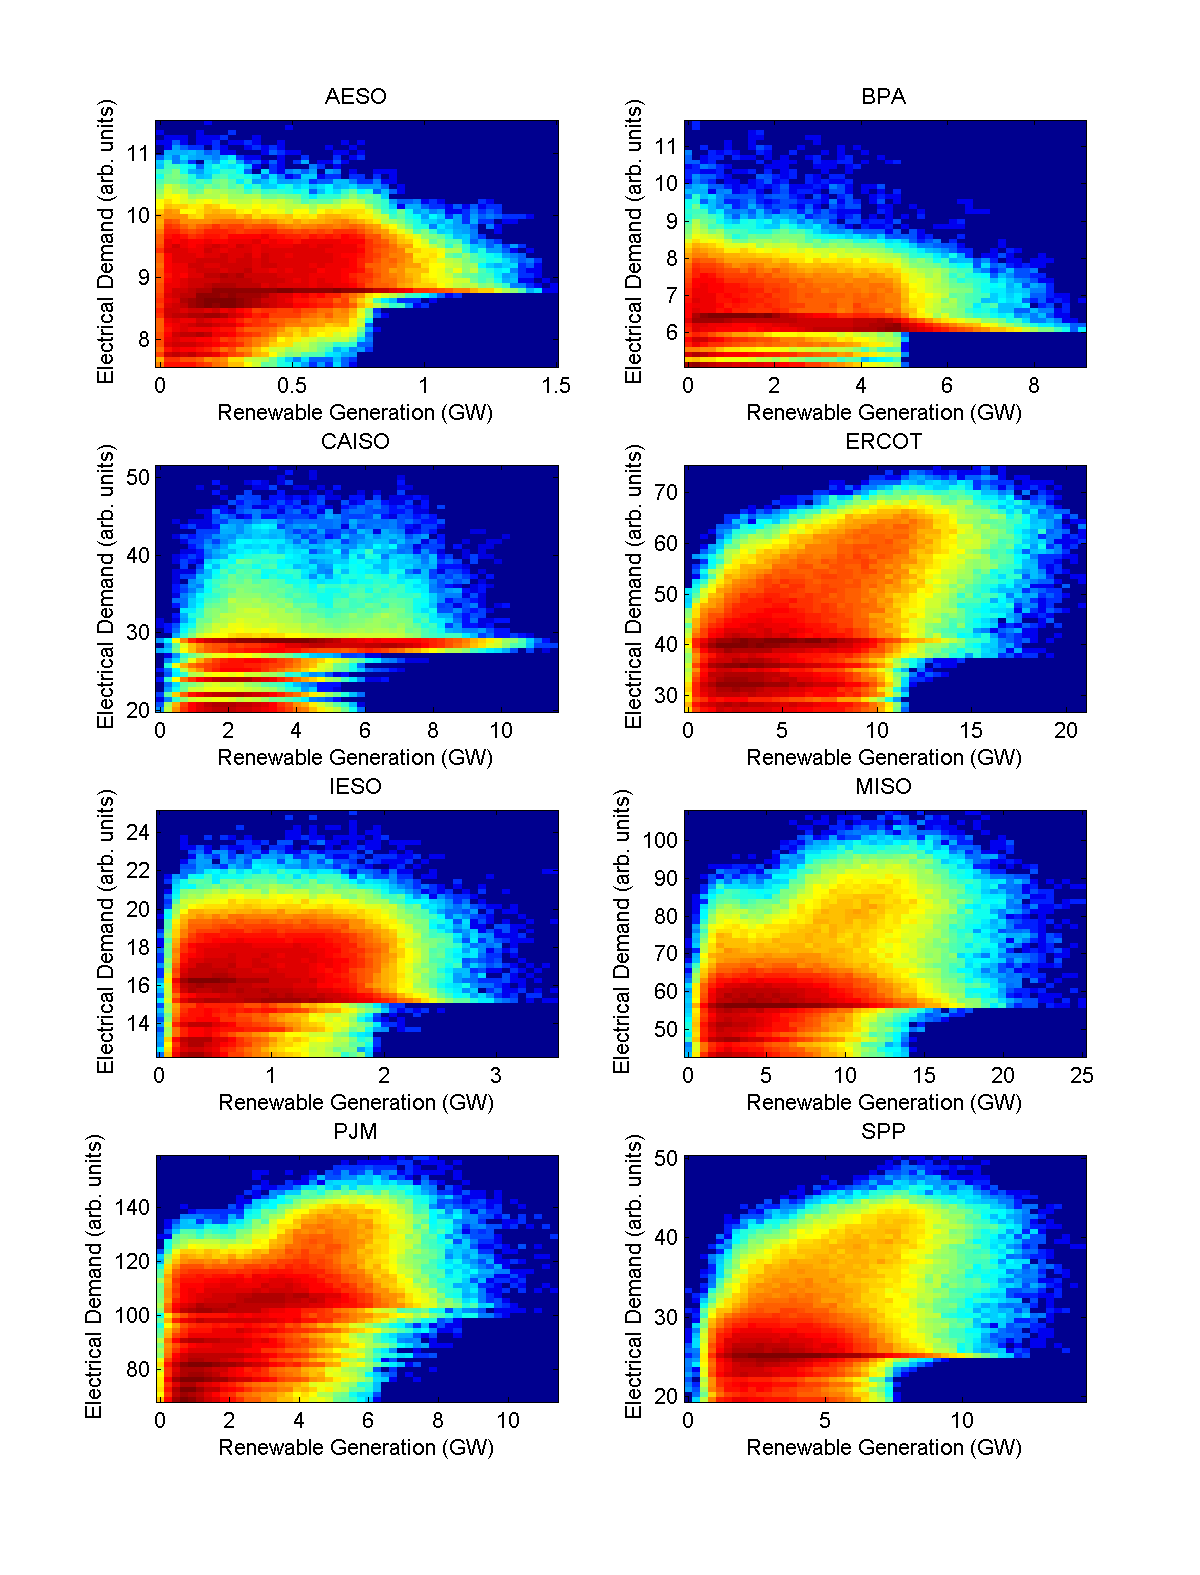 AESO
Electrical Demand (arb. units)
11
10
9
8
0 0.5 1 1.5
Renewable Generation (GW)
BPA
Electrical Demand (arb. units)
11
10
9
8
7
6
0 2 4 6 8
Renewable Generation (GW)
CAISO
Electrical Demand (arb. units)
50
40
30
20
0 2 4 6 8 10
Renewable Generation (GW)
ERCOT
Electrical Demand (arb. units)
70
60
50
40
30
0 5 10 15 20
Renewable Generation (GW)
IESO
Electrical Demand (arb. units)
24
22
20
18
16
14
0 1 2 3
Renewable Generation (GW)
MISO
Electrical Demand (arb. units)
100
90
80
70
60
50
0 5 10 15 20 25
Renewable Generation (GW)
PJM
Electrical Demand (arb. units)
140
120
100
80
0 2 4 6 8 10
Renewable Generation (GW)
SPP
Electrical Demand (arb. units)
50
40
30
20
0 5 10
Renewable Generation (GW)